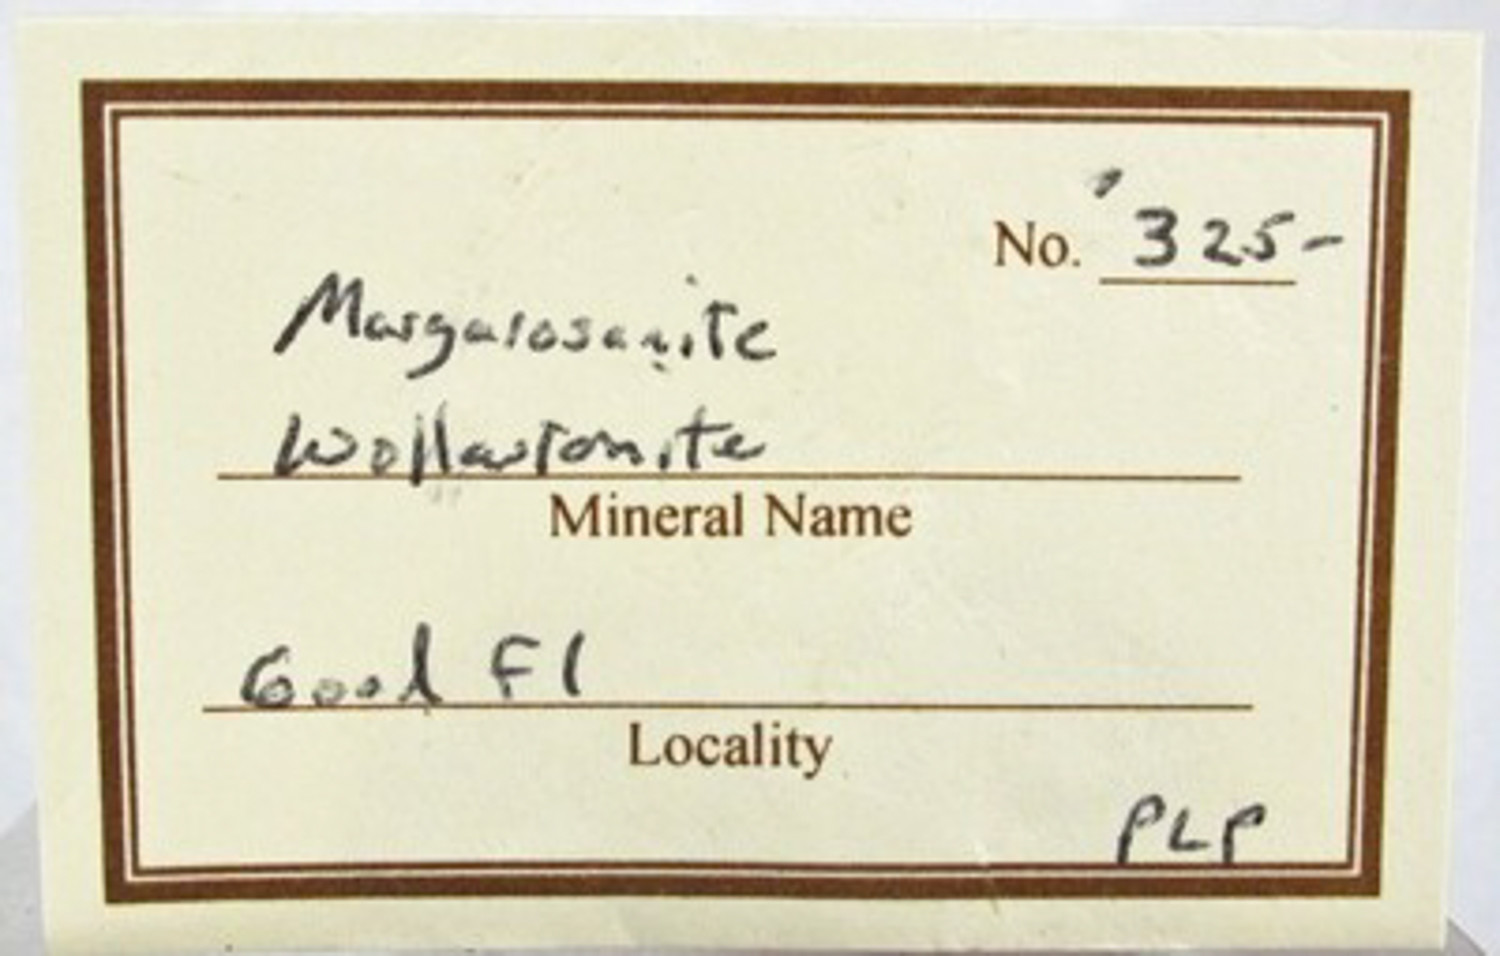 No. 325-
Margarosanite
Wollastonite
Mineral Name
Good Fl
Locality
PLP